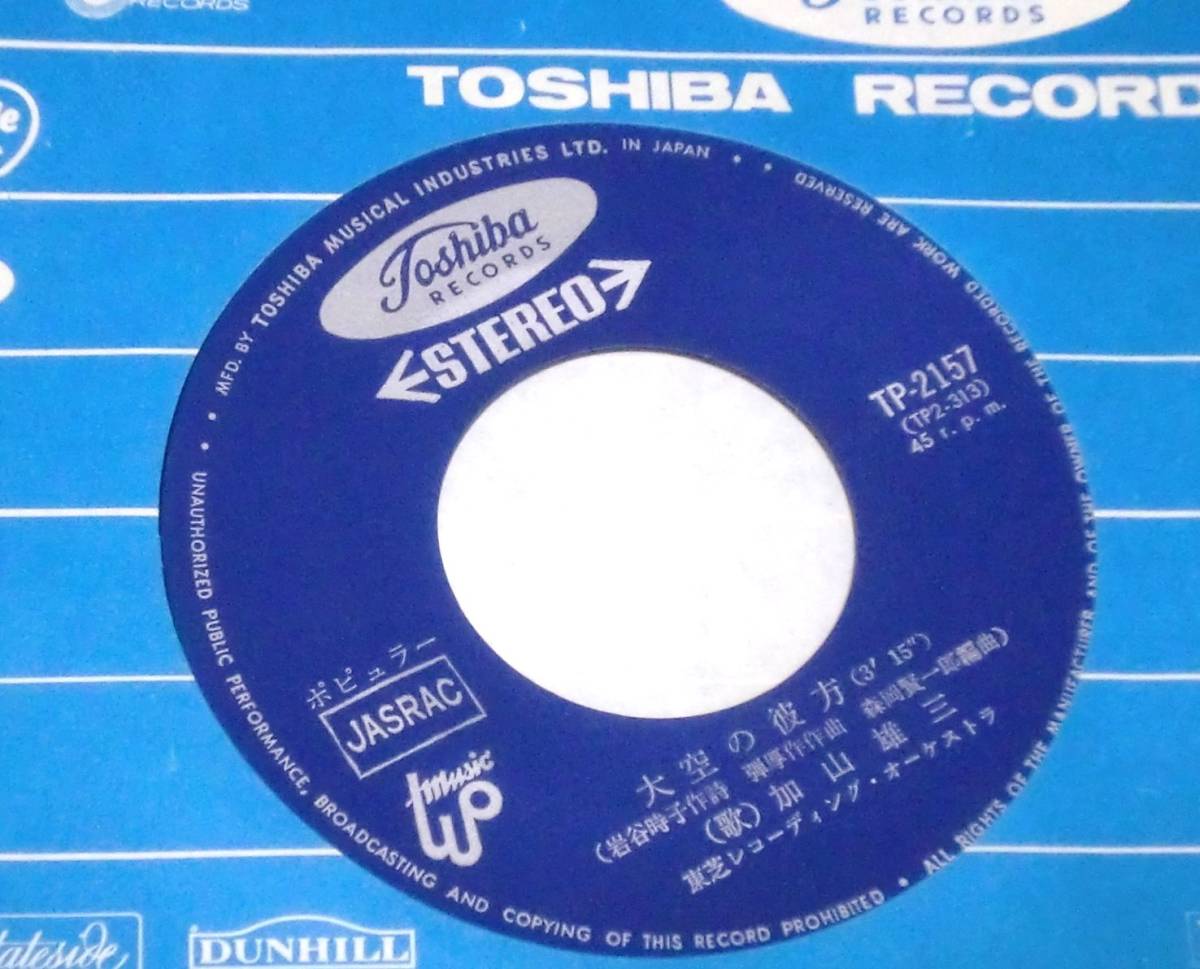 RECORDS
RECORDS
TOSHIBA RECORD
MFD. BY TOSHIBA MUSICAL INDUSTRIES LTD. IN JAPAN
Toshiba
RECORDS
STEREO
TP-2157
(TP2-313)
45 r. p. m.
ポピュラー
JASRAC
music
大空の彼方 (3′ 15″)
(岩谷時子作詩 弾厚作作曲 森岡賢一郎編曲)
(歌) 加山雄三
東芝レコーディング・オーケストラ
ALL RIGHTS OF THE MANUFACTURER AND OF THE OWNER OF THE RECORDED WORK ARE RESERVED
UNAUTHORIZED PUBLIC PERFORMANCE, BROADCASTING AND COPYING OF THIS RECORD PROHIBITED
tateside
DUNHILL